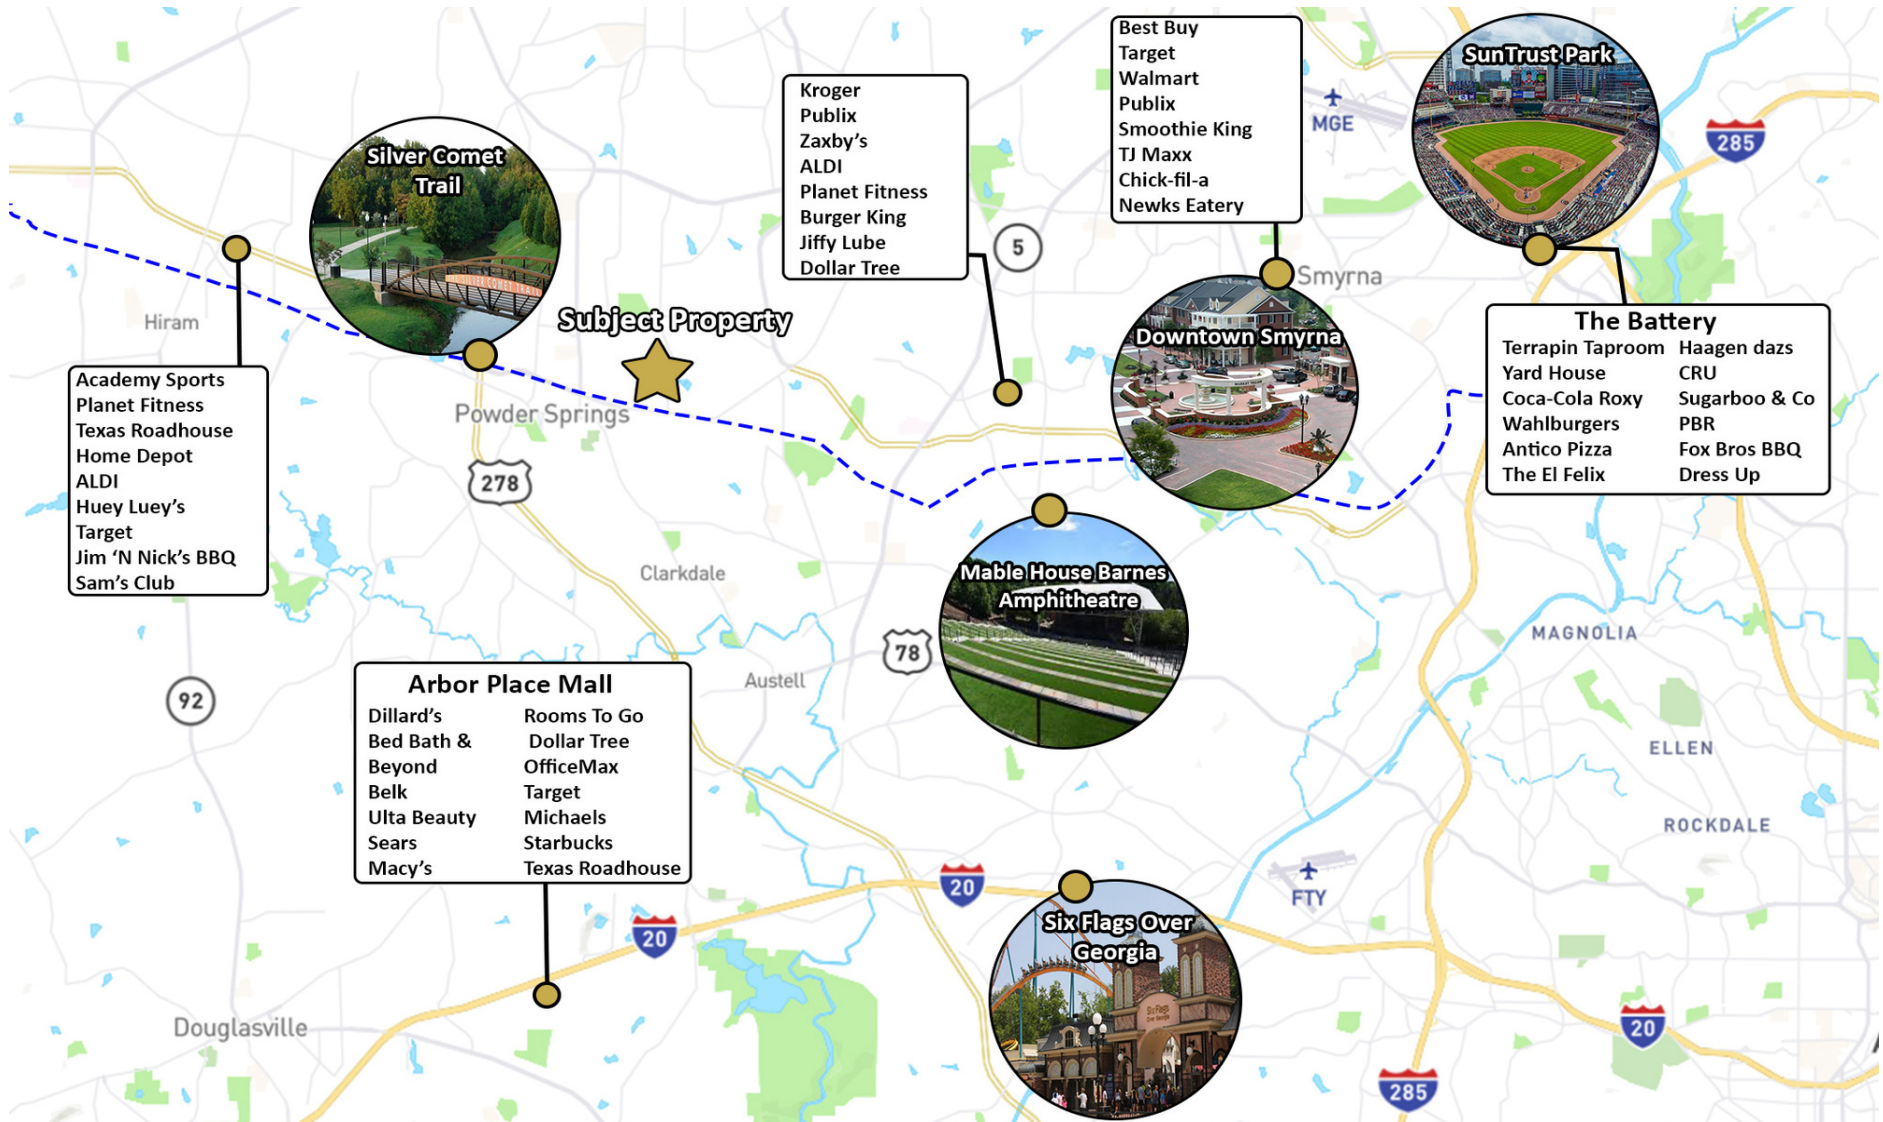 Best Buy
Target
Walmart
Publix
Smoothie King
TJ Maxx
Chick-fil-a
Newks Eatery
SunTrust Park
MGE
285
Kroger
Publix
Zaxby's
ALDI
Planet Fitness
Burger King
Jiffy Lube
Dollar Tree
Silver Comet
Trail
5
Smyrna
Hiram
Subject Property
Downtown Smyrna
The Battery
Terrapin Taproom Haagen dazs
Yard House CRU
Coca-Cola Roxy Sugarboo & Co
Wahlburgers PBR
Antico Pizza Fox Bros BBQ
The El Felix Dress Up
Academy Sports
Planet Fitness
Texas Roadhouse
Home Depot
ALDI
Huey Luey's
Target
Jim 'N Nick's BBQ
Sam's Club
Powder Springs
278
Clarkdale
Mable House Barnes
Amphitheatre
MAGNOLIA
78
Austell
92
Arbor Place Mall
Dillard's Rooms To Go
Bed Bath & Dollar Tree
Beyond OfficeMax
Belk Target
Ulta Beauty Michaels
Sears Starbucks
Macy's Texas Roadhouse
ELLEN
ROCKDALE
20
FTY
20
Six Flags Over
Georgia
Six Flags
Over Georgia
Douglasville
20
285